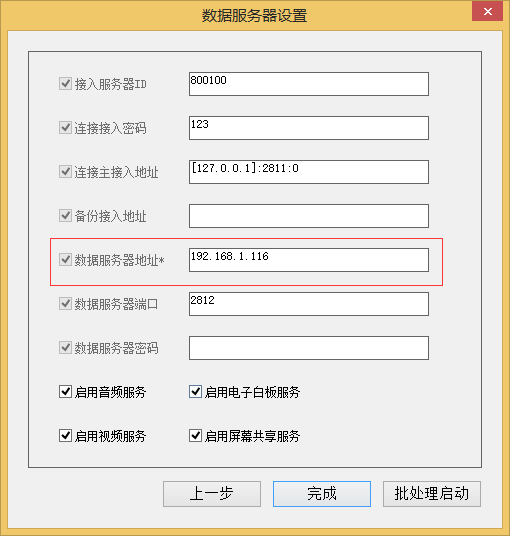 数据服务器设置
接入服务器ID 800100
连接接入密码 123
连接主接入地址 [127.0.0.1]:2811:0
备份接入地址
数据服务器地址* 192.168.1.116
数据服务器端口 2812
数据服务器密码
启用音频服务 启用电子白板服务
启用视频服务 启用屏幕共享服务
上一步 完成 批处理启动